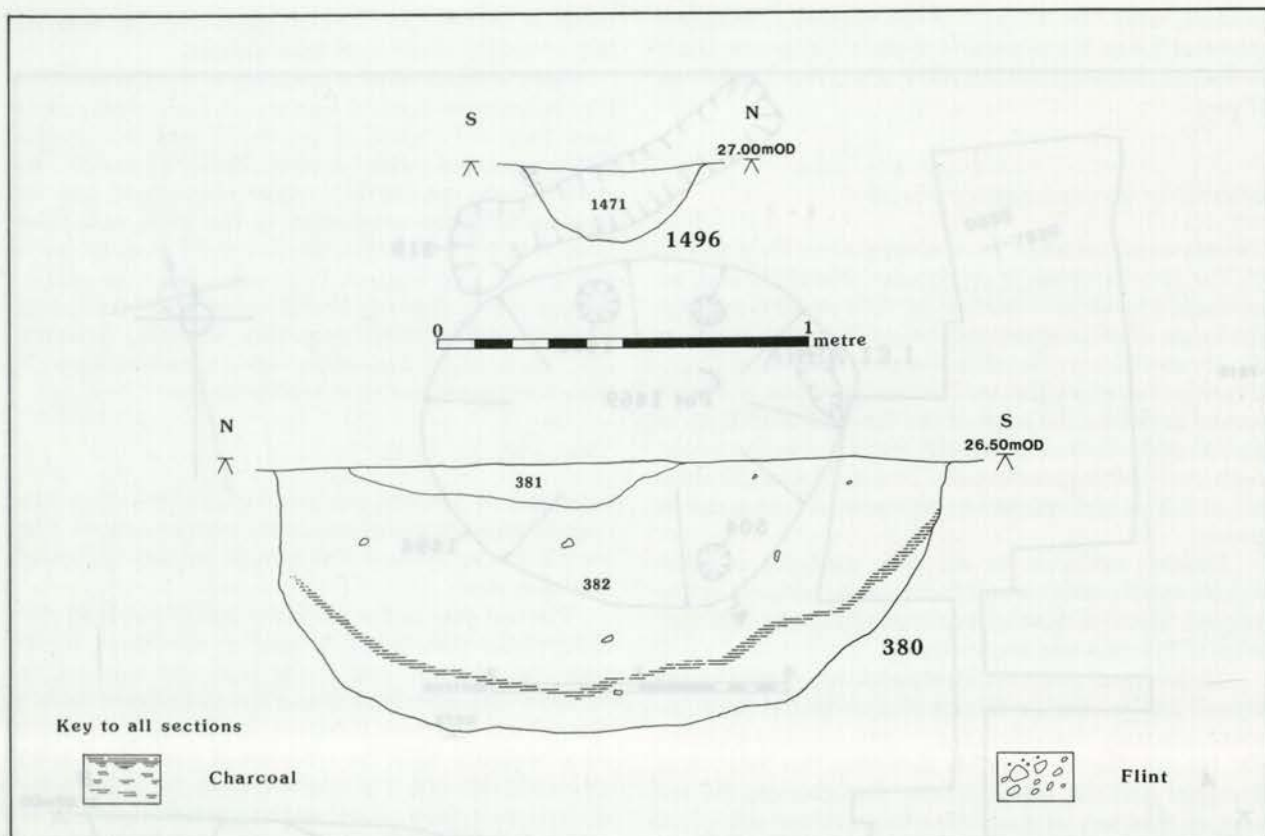 S N
27.00mOD
1471
1496
0 1
metre
N S
26.50mOD
381
382
380
Key to all sections
Charcoal Flint